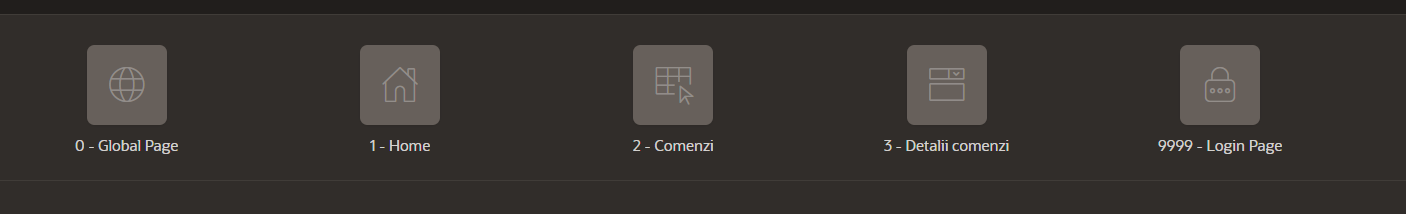 0 - Global Page
1 - Home
2 - Comenzi
3 - Detalii comenzi
9999 - Login Page